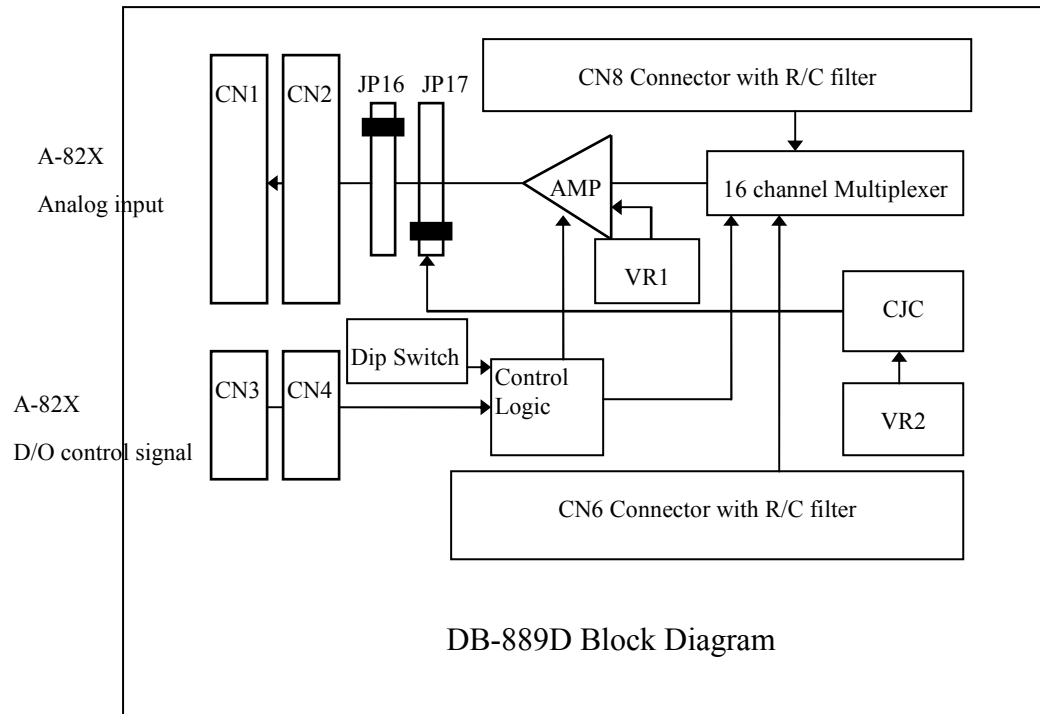 CN8 Connector with R/C filter
JP16
JP17
CN1
CN2
A-82X
Analog input
AMP
16 channel Multiplexer
VR1
CJC
Dip Switch
Control
Logic
CN3
CN4
A-82X
D/O control signal
VR2
CN6 Connector with R/C filter
DB-889D Block Diagram